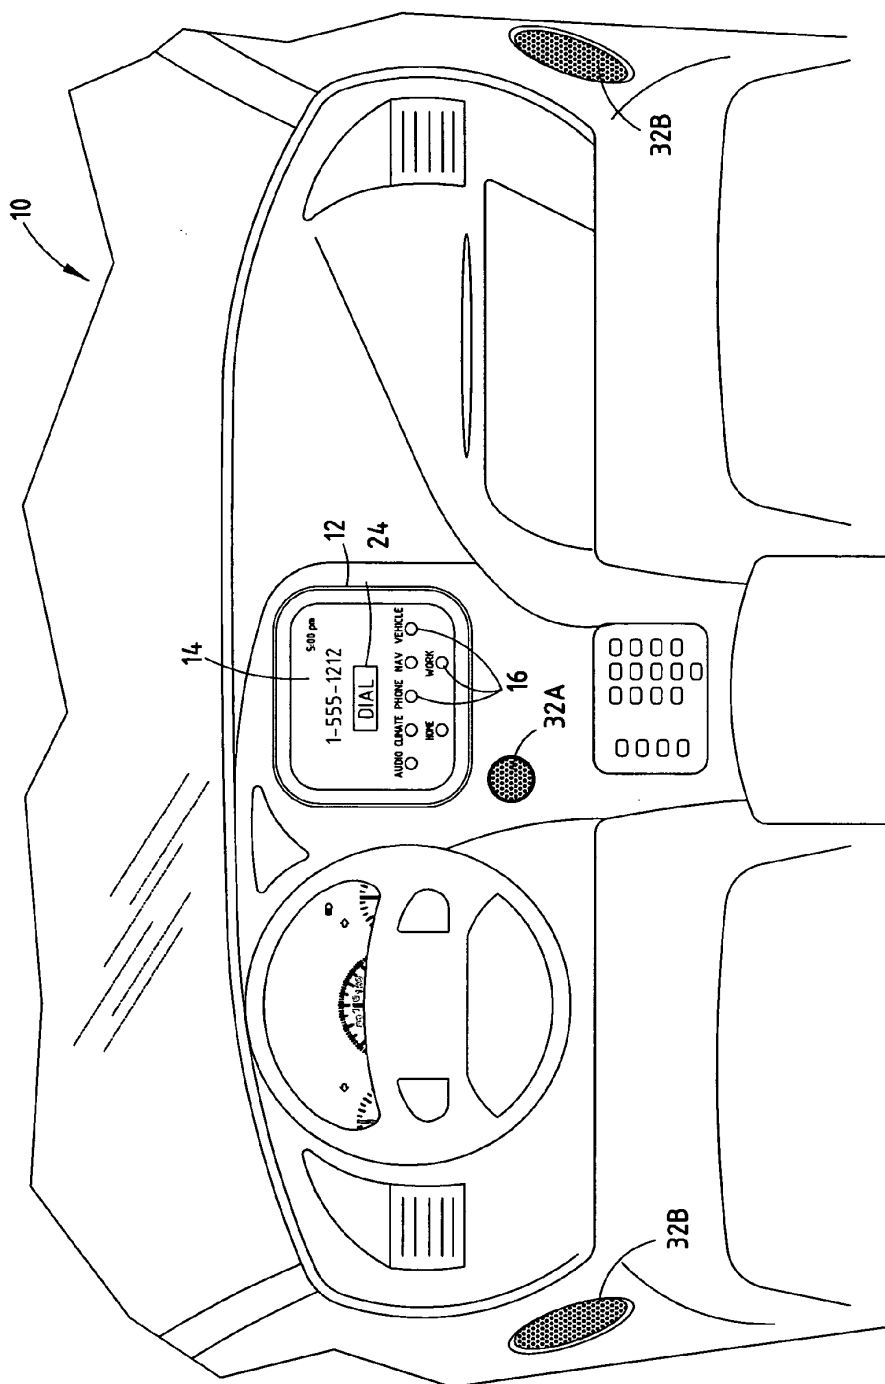 10
14
5:00 pm
12
24
1-555-1212
DIAL
AUDIO CLIMATE PHONE NAV VEHICLE
HOME WORK
16
32A
32B
32B